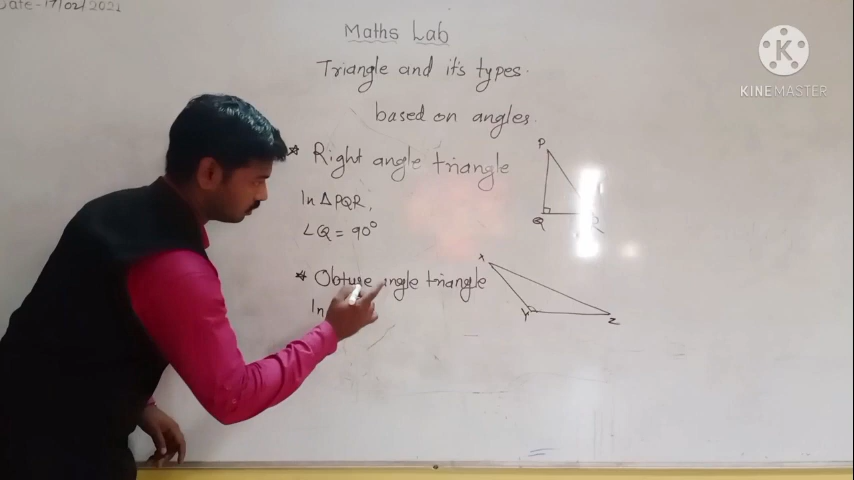 Date-17/02/2021
Maths Lab
Triangle and it's types.
based on angles.
* Right angle triangle
In △PQR,
∠Q = 90°
* Obtuse angle triangle
In
P
Q
R
X
Y
Z
K
KINEMASTER